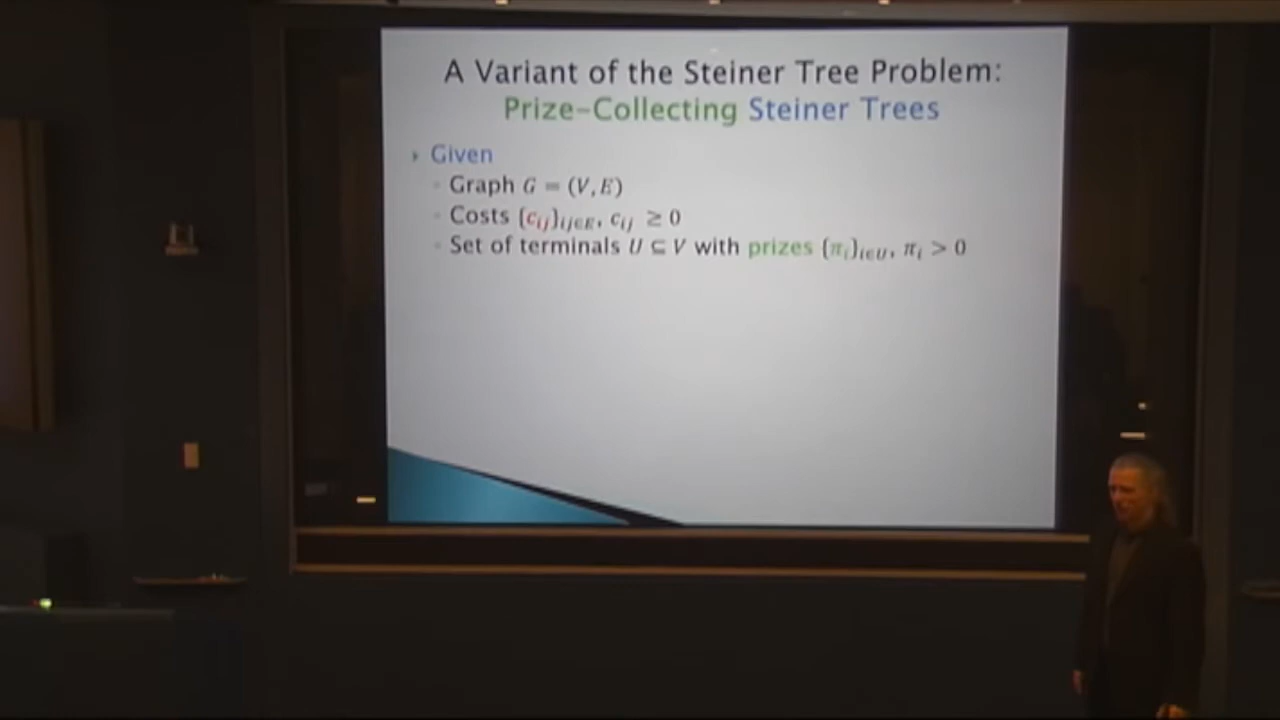 A Variant of the Steiner Tree Problem:
Prize-Collecting Steiner Trees
Given
Graph G = (V, E)
Costs {c_ij}_ij∈E, c_ij ≥ 0
Set of terminals U ⊆ V with prizes {π_i}_i∈U, π_i > 0